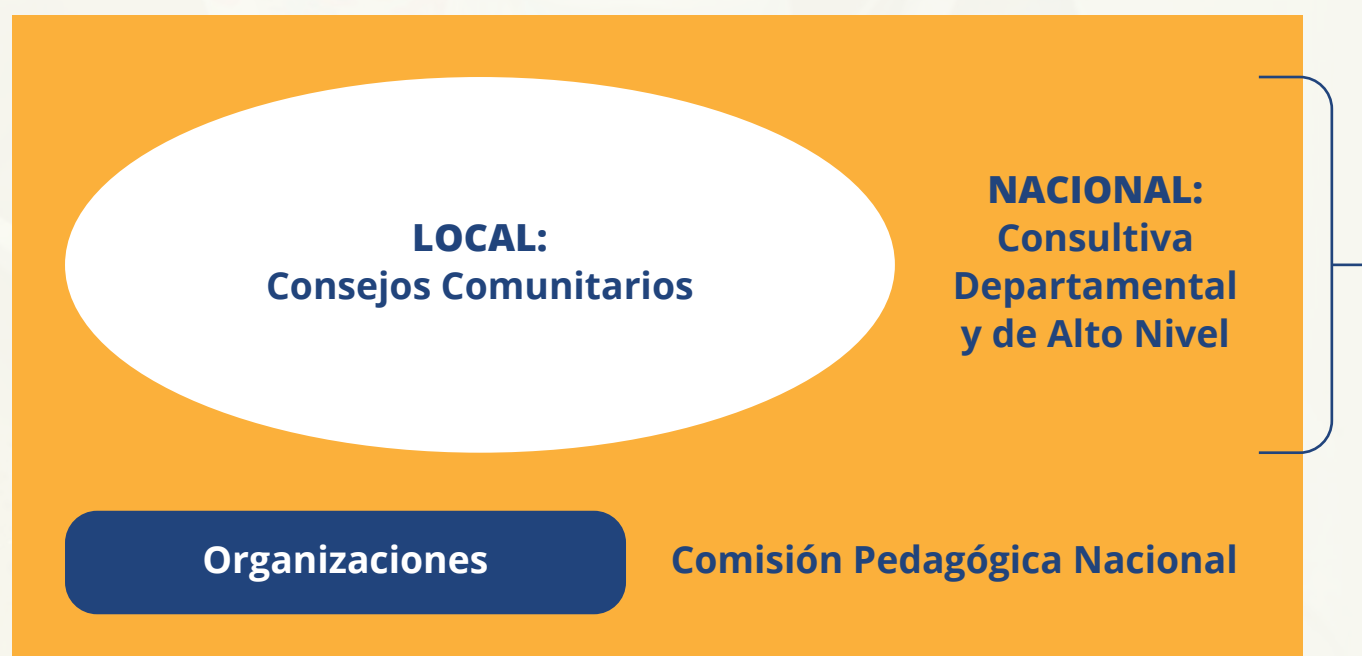 LOCAL:
Consejos Comunitarios
NACIONAL:
Consultiva
Departamental
y de Alto Nivel
Organizaciones
Comisión Pedagógica Nacional